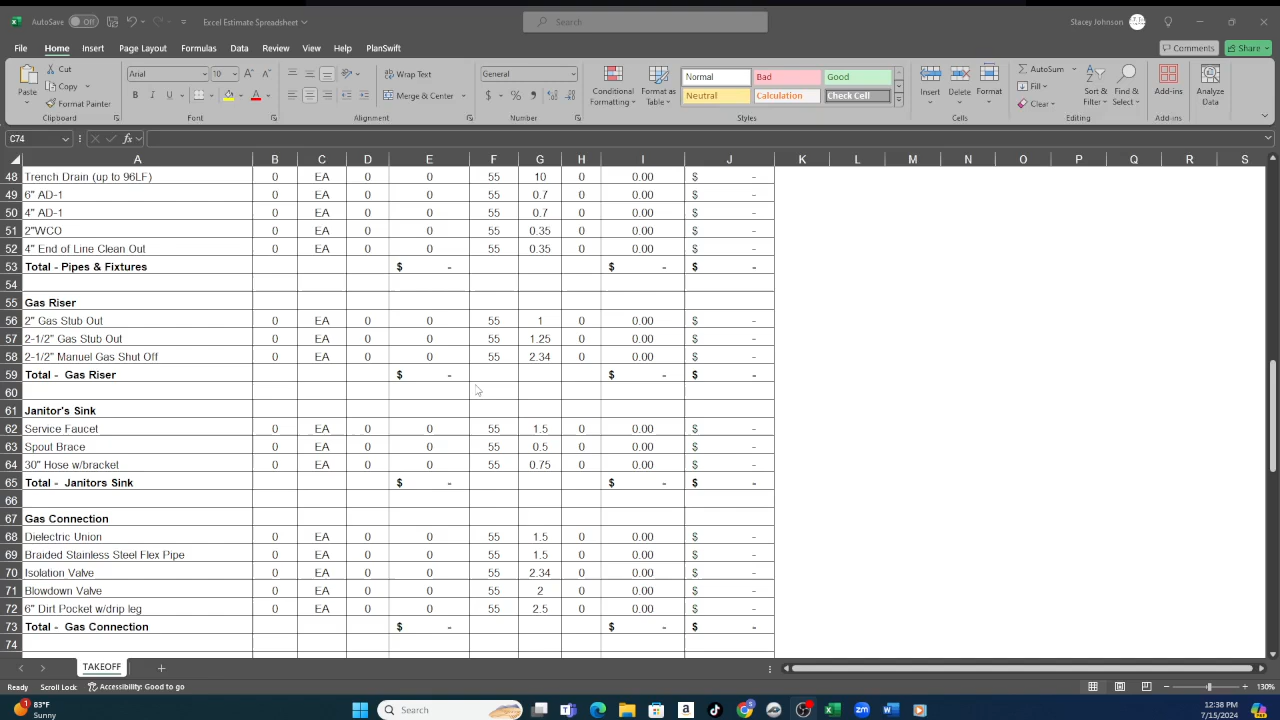 AutoSave Off Excel Estimate Spreadsheet Search Stacey Johnson
File Home Insert Page Layout Formulas Data Review View Help PlanSwift Comments Share
Paste Cut Copy Format Painter Clipboard
Arial 10 B I U A A Font
Wrap Text Merge & Center Alignment
General $ % , Number
Conditional Formatting Format as Table Normal Bad Good Neutral Calculation Check Cell Styles
Insert Delete Format Cells
AutoSum Fill Clear Sort & Filter Find & Select Editing
Add-ins Add-ins Analyze Data
C74 fx
A B C D E F G H I J K L M N O P Q R S
48 Trench Drain (up to 96LF) 0 EA 0 0 55 10 0 0.00 $ -
49 6" AD-1 0 EA 0 0 55 0.7 0 0.00 $ -
50 4" AD-1 0 EA 0 0 55 0.7 0 0.00 $ -
51 2"WCO 0 EA 0 0 55 0.35 0 0.00 $ -
52 4" End of Line Clean Out 0 EA 0 0 55 0.35 0 0.00 $ -
53 Total - Pipes & Fixtures $ - $ - $ -
54
55 Gas Riser
56 2" Gas Stub Out 0 EA 0 0 55 1 0 0.00 $ -
57 2-1/2" Gas Stub Out 0 EA 0 0 55 1.25 0 0.00 $ -
58 2-1/2" Manuel Gas Shut Off 0 EA 0 0 55 2.34 0 0.00 $ -
59 Total - Gas Riser $ - $ - $ -
60
61 Janitor's Sink
62 Service Faucet 0 EA 0 0 55 1.5 0 0.00 $ -
63 Spout Brace 0 EA 0 0 55 0.5 0 0.00 $ -
64 30" Hose w/bracket 0 EA 0 0 55 0.75 0 0.00 $ -
65 Total - Janitors Sink $ - $ - $ -
66
67 Gas Connection
68 Dielectric Union 0 EA 0 0 55 1.5 0 0.00 $ -
69 Braided Stainless Steel Flex Pipe 0 EA 0 0 55 1.5 0 0.00 $ -
70 Isolation Valve 0 EA 0 0 55 2.34 0 0.00 $ -
71 Blowdown Valve 0 EA 0 0 55 2 0 0.00 $ -
72 6" Dirt Pocket w/drip leg 0 EA 0 0 55 2.5 0 0.00 $ -
73 Total - Gas Connection $ - $ - $ -
74
TAKEOFF
Ready Scroll Lock Accessibility: Good to go 130%
1 83°F Sunny Search 12:38 PM 7/15/2024